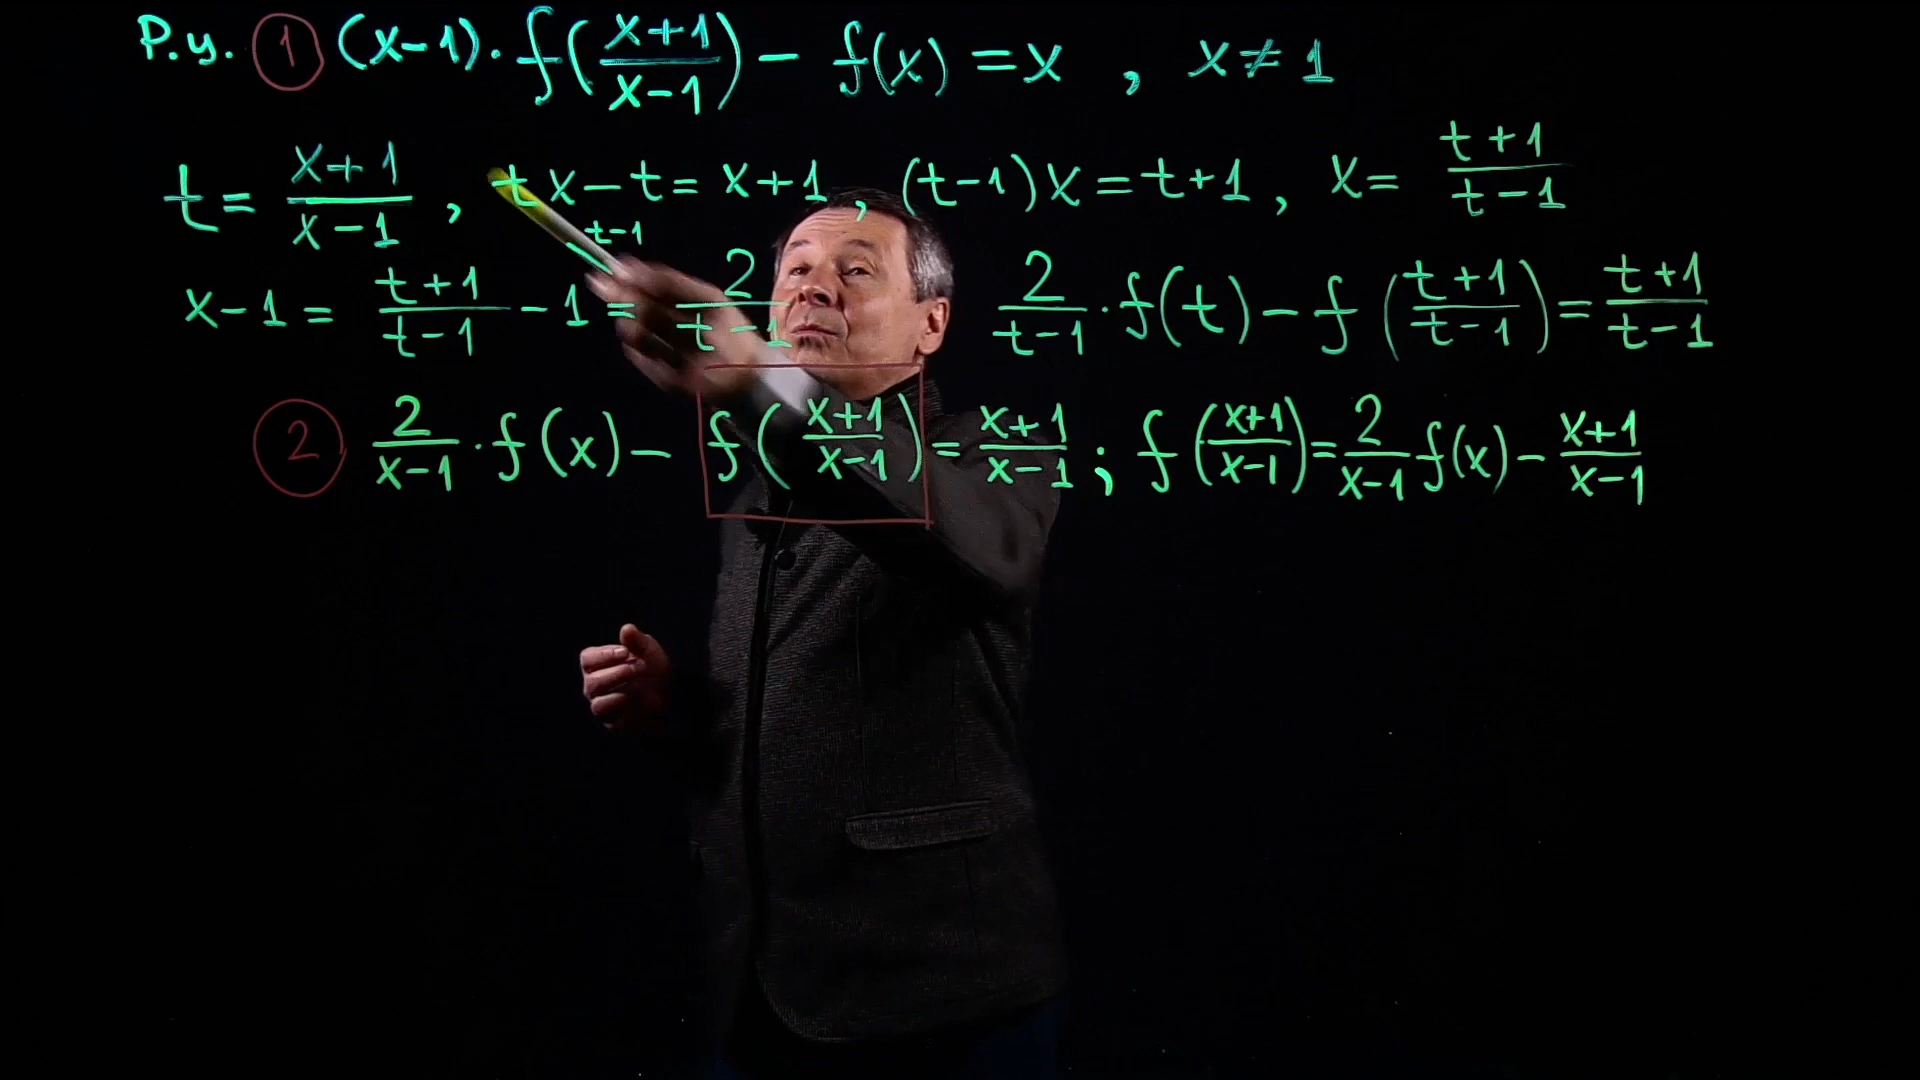 P.y. ① (x-1)·f((x+1)/(x-1)) - f(x) = x , x≠1
t = (x+1)/(x-1) , tx-t = x+1 , (t-1)x = t+1 , x = (t+1)/(t-1)
x-1 = (t+1)/(t-1) - 1 = 2/(t-1) 2/(t-1)·f(t) - f((t+1)/(t-1)) = (t+1)/(t-1)
② 2/(x-1)·f(x) - f((x+1)/(x-1)) = (x+1)/(x-1) ; f((x+1)/(x-1)) = 2/(x-1) f(x) - (x+1)/(x-1)